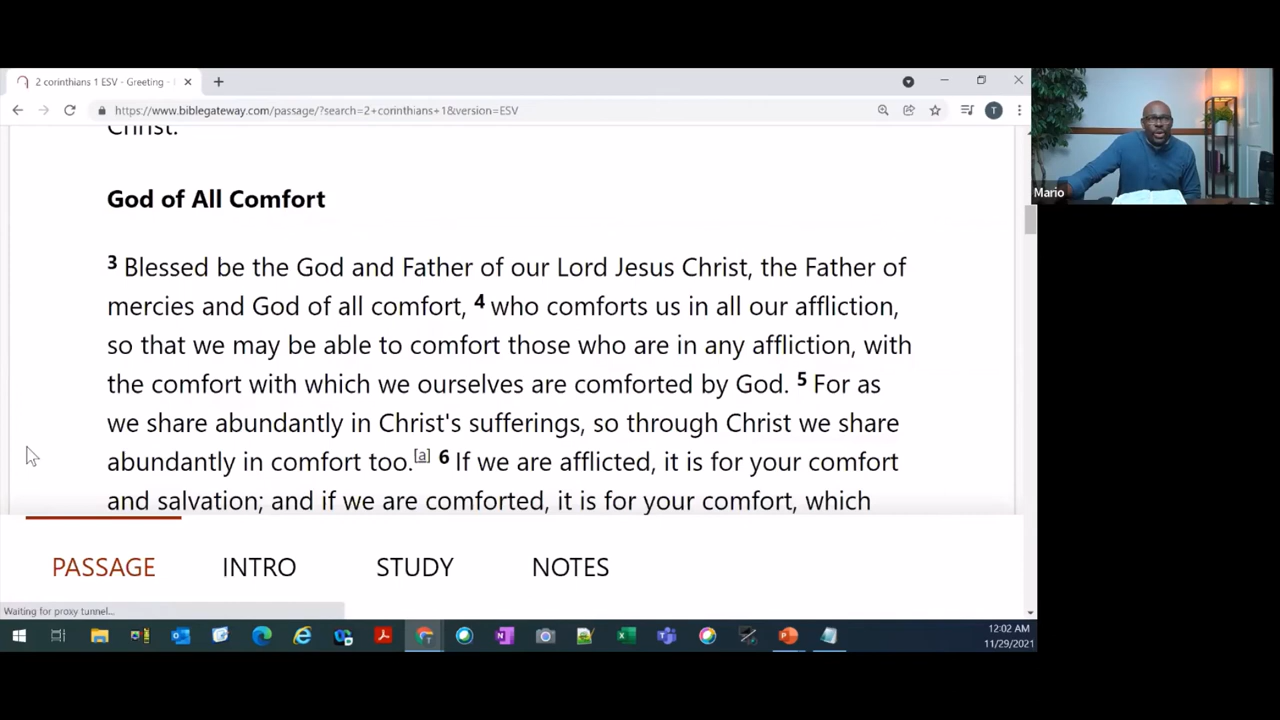 2 corinthians 1 ESV - Greeting -
https://www.biblegateway.com/passage/?search=2+corinthians+1&version=ESV
T
Mario
Christ.
God of All Comfort
3 Blessed be the God and Father of our Lord Jesus Christ, the Father of
mercies and God of all comfort, 4 who comforts us in all our affliction,
so that we may be able to comfort those who are in any affliction, with
the comfort with which we ourselves are comforted by God. 5 For as
we share abundantly in Christ's sufferings, so through Christ we share
abundantly in comfort too.[a] 6 If we are afflicted, it is for your comfort
and salvation; and if we are comforted, it is for your comfort, which
PASSAGE INTRO STUDY NOTES
Waiting for proxy tunnel...
12:02 AM
11/29/2021